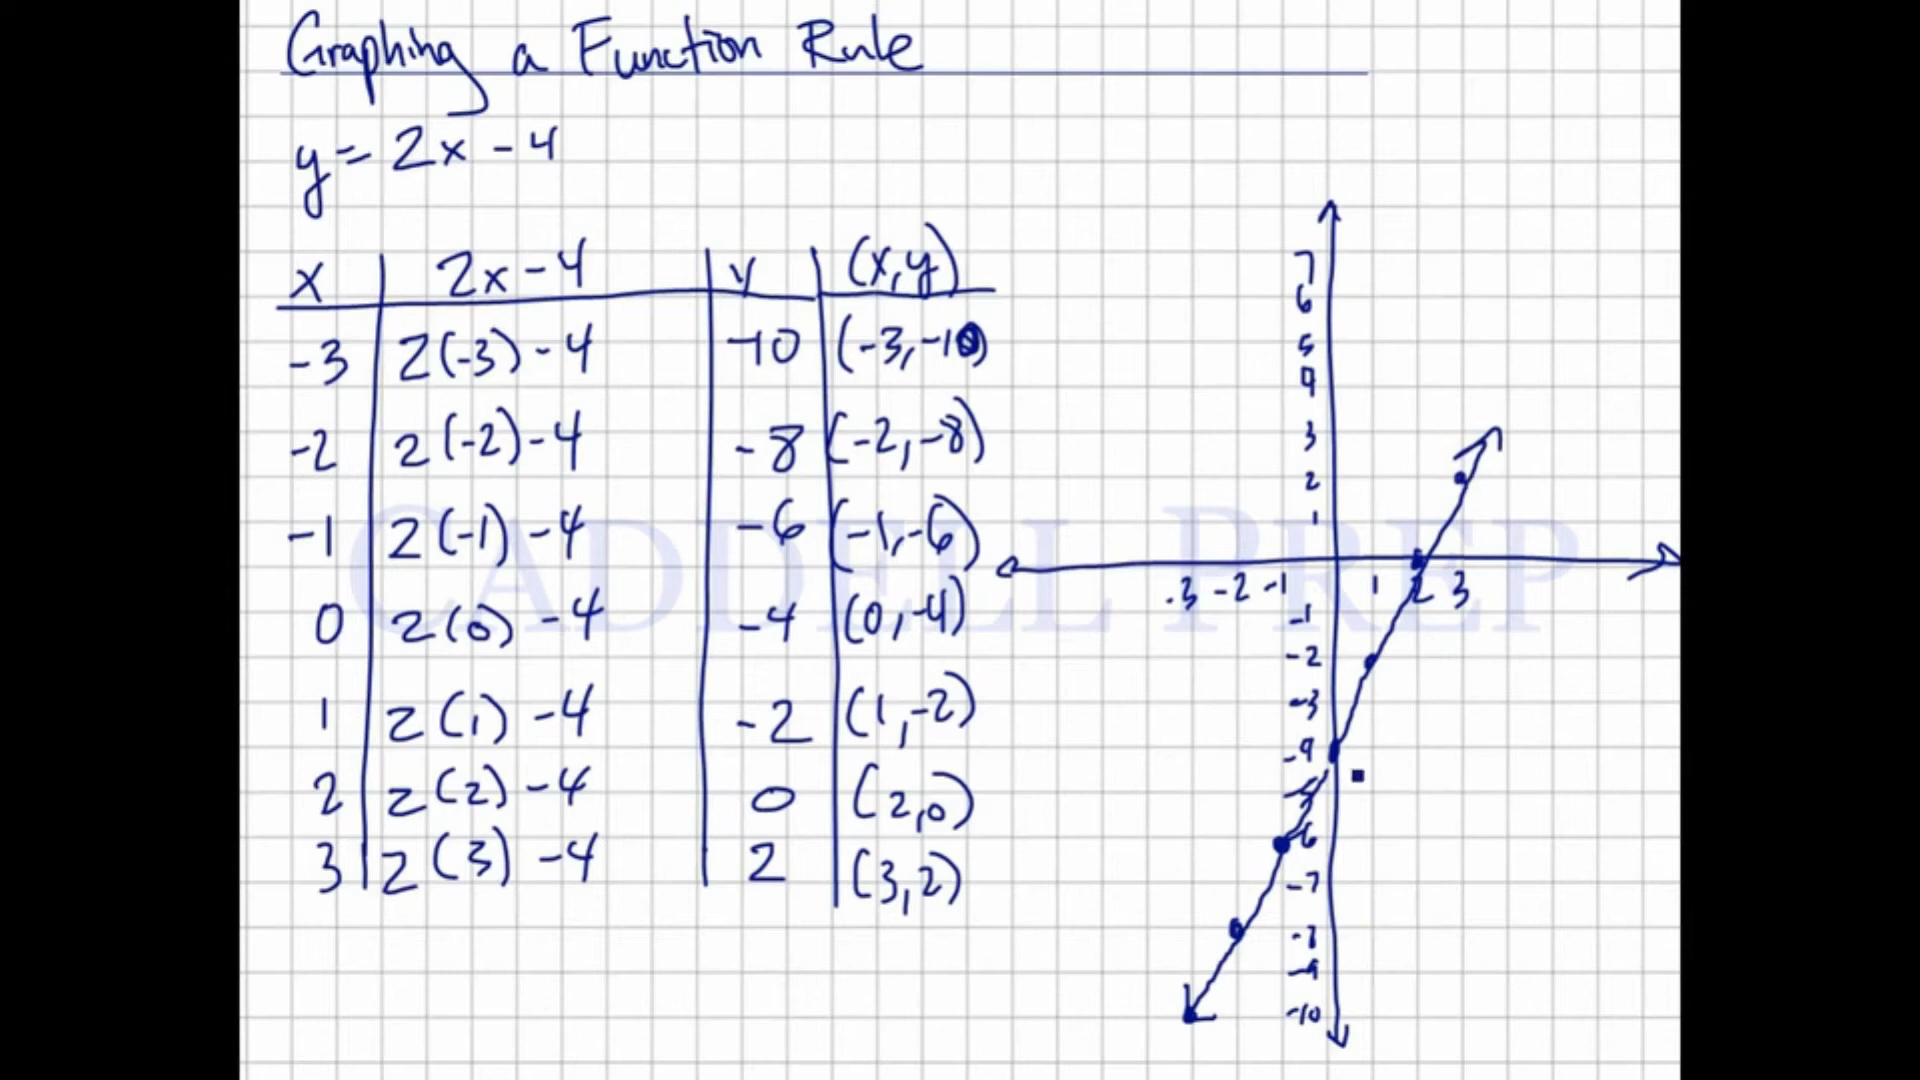 Graphing a Function Rule
y = 2x - 4
x 2x - 4 y (x,y)
-3 2(-3) - 4 -10 (-3,-10)
-2 2(-2) - 4 -8 (-2,-8)
-1 2(-1) - 4 -6 (-1,-6)
0 2(0) - 4 -4 (0,-4)
1 2(1) - 4 -2 (1,-2)
2 2(2) - 4 0 (2,0)
3 2(3) - 4 2 (3,2)
CADDELL PREP
7
6
5
4
3
2
1
-3 -2 -1 1 2 3
-1
-2
-3
-4
-5
-6
-7
-8
-9
-10